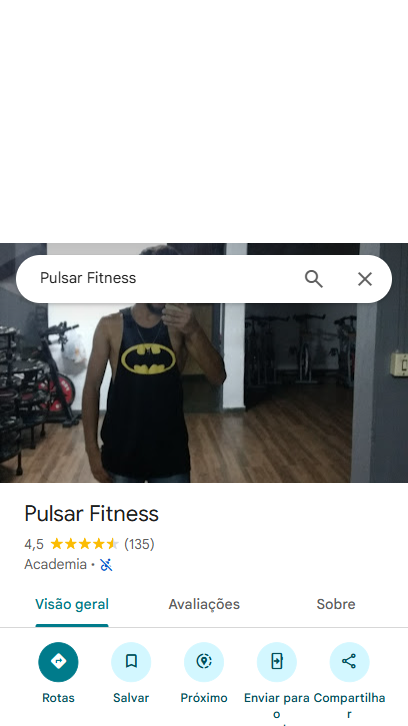 Pulsar Fitness
Pulsar Fitness
4,5 (135)
Academia ·
Visão geral Avaliações Sobre
Rotas Salvar Próximo Enviar para o Compartilhar